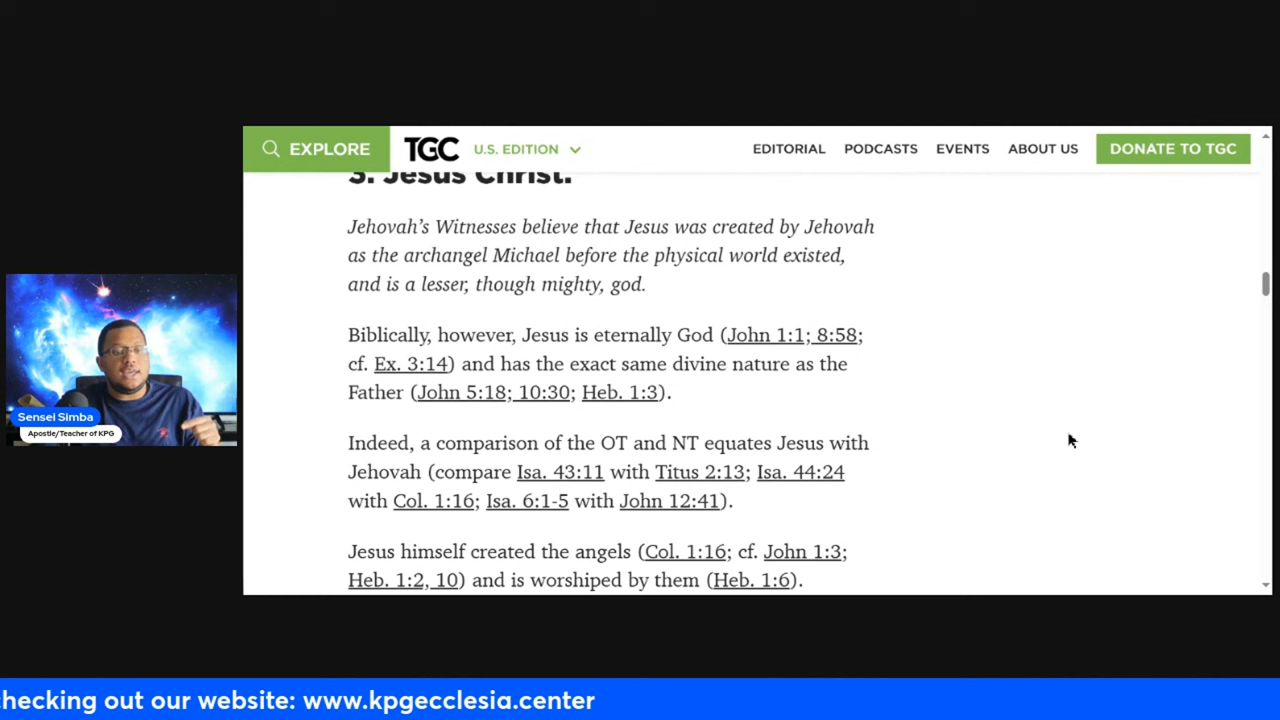 EXPLORE
TGC
U.S. EDITION
EDITORIAL
PODCASTS
EVENTS
ABOUT US
DONATE TO TGC
3. Jesus Christ.
Jehovah's Witnesses believe that Jesus was created by Jehovah
as the archangel Michael before the physical world existed,
and is a lesser, though mighty, god.
Biblically, however, Jesus is eternally God (John 1:1; 8:58;
cf. Ex. 3:14) and has the exact same divine nature as the
Father (John 5:18; 10:30; Heb. 1:3).
Indeed, a comparison of the OT and NT equates Jesus with
Jehovah (compare Isa. 43:11 with Titus 2:13; Isa. 44:24
with Col. 1:16; Isa. 6:1-5 with John 12:41).
Jesus himself created the angels (Col. 1:16; cf. John 1:3;
Heb. 1:2, 10) and is worshiped by them (Heb. 1:6).
Sensei Simba
Apostle/Teacher of KPG
checking out our website: www.kpgecclesia.center